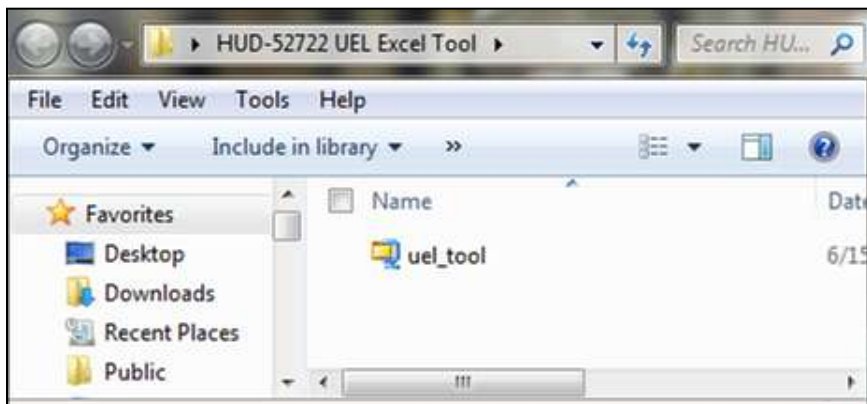 HUD-52722 UEL Excel Tool Search HU...
File Edit View Tools Help
Organize Include in library »
Favorites
Name Date
Desktop
uel_tool 6/15
Downloads
Recent Places
Public